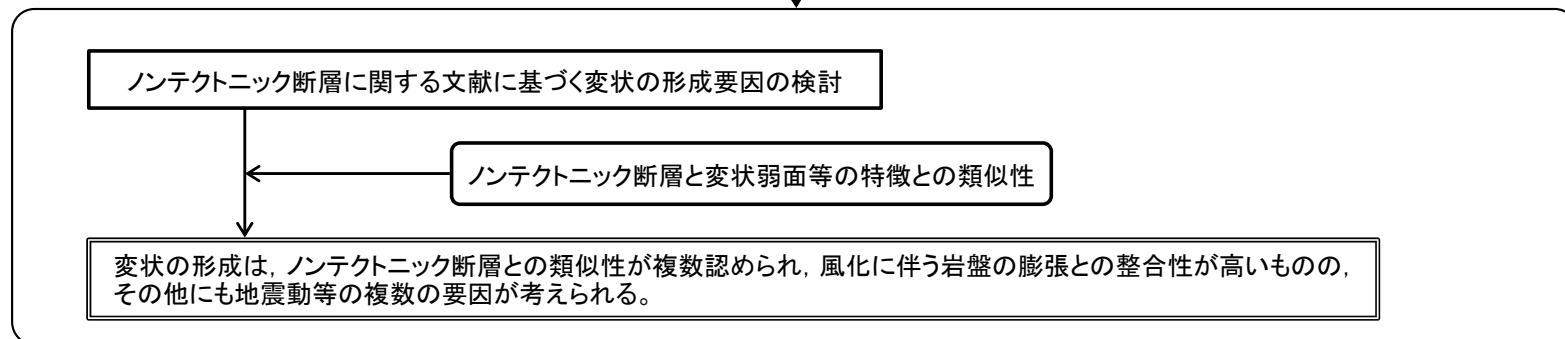 ノンテクトニック断層に関する文献に基づく変状の形成要因の検討
ノンテクトニック断層と変状弱面等の特徴との類似性
変状の形成は，ノンテクトニック断層との類似性が複数認められ，風化に伴う岩盤の膨張との整合性が高いものの，
その他にも地震動等の複数の要因が考えられる。